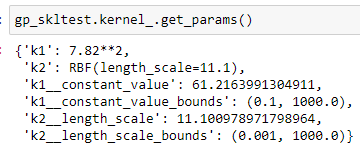 : gp_skltest.kernel_.get_params()
: {'k1': 7.82**2,
'k2': RBF(length_scale=11.1),
'k1__constant_value': 61.2163991304911,
'k1__constant_value_bounds': (0.1, 1000.0),
'k2__length_scale': 11.100978971798964,
'k2__length_scale_bounds': (0.001, 1000.0)}